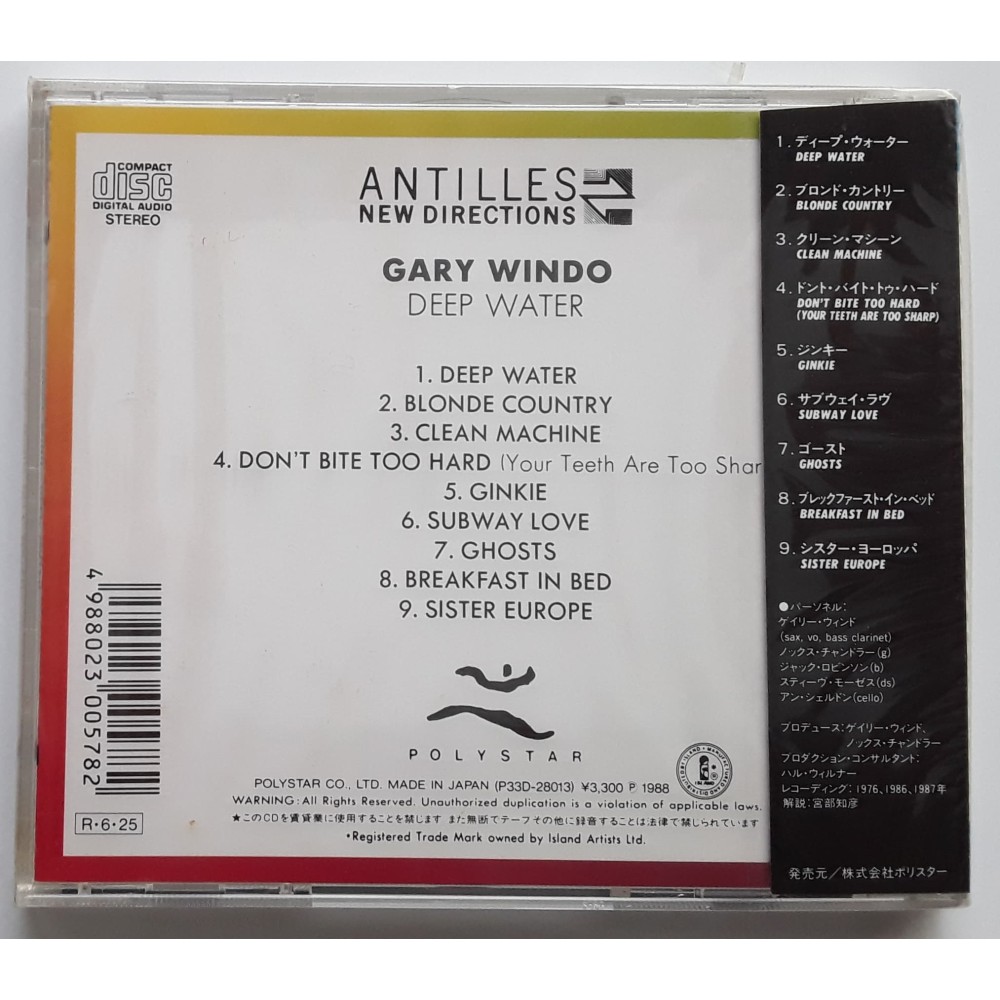 COMPACT
disc
DIGITAL AUDIO
STEREO
ANTILLES
NEW DIRECTIONS
GARY WINDO
DEEP WATER
1. DEEP WATER
2. BLONDE COUNTRY
3. CLEAN MACHINE
4. DON'T BITE TOO HARD (Your Teeth Are Too Shar
5. GINKIE
6. SUBWAY LOVE
7. GHOSTS
8. BREAKFAST IN BED
9. SISTER EUROPE
4 988023 005782
R・6・25
POLYSTAR
POLYSTAR CO., LTD. MADE IN JAPAN (P33D-28013) ¥3,300 Ⓟ 1988
WARNING: All Rights Reserved. Unauthorized duplication is a violation of applicable laws.
★このCDを賃貸業に使用することを禁じます また無断でテープその他に録音することは法律で禁じられています
•Registered Trade Mark owned by Island Artists Ltd.
1. ディープ・ウォーター
DEEP WATER
2. ブロンド・カントリー
BLONDE COUNTRY
3. クリーン・マシーン
CLEAN MACHINE
4. ドント・バイト・トゥ・ハード
DON'T BITE TOO HARD
(YOUR TEETH ARE TOO SHARP)
5. ジンキー
GINKIE
6. サブウェイ・ラヴ
SUBWAY LOVE
7. ゴースト
GHOSTS
8. ブレックファースト・イン・ベッド
BREAKFAST IN BED
9. シスター・ヨーロッパ
SISTER EUROPE
●パーソネル:
ゲイリー・ウィンド
(sax, vo, bass clarinet)
ノックス・チャンドラー(g)
ジャック・ロビンソン(b)
スティーヴ・モーゼス(ds)
アン・シェルドン(cello)
プロデュース:ゲイリー・ウィンド、
ノックス・チャンドラー
プロダクション・コンサルタント:
ハル・ウィルナー
レコーディング:1976、1986、1987年
解説:宮部知彦
発売元/株式会社ポリスター